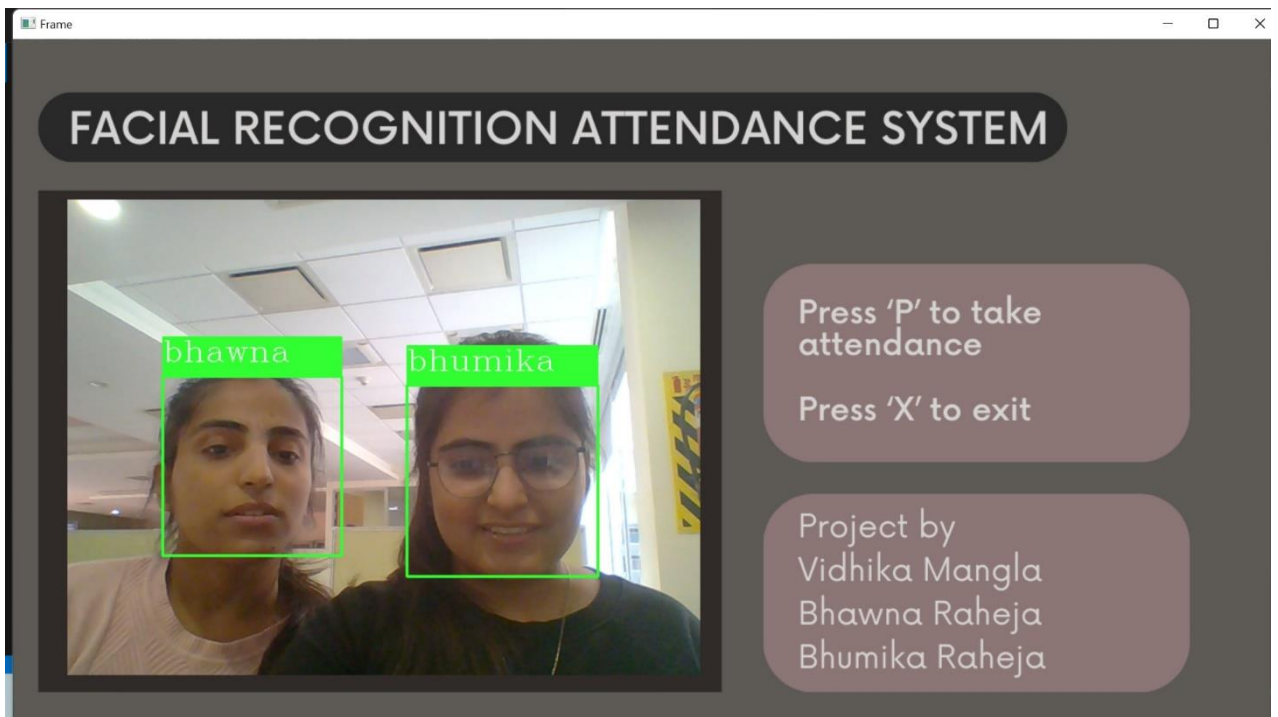 Frame
FACIAL RECOGNITION ATTENDANCE SYSTEM
bhawna
bhumika
Press ‘P’ to take
attendance
Press ‘X’ to exit
Project by
Vidhika Mangla
Bhawna Raheja
Bhumika Raheja